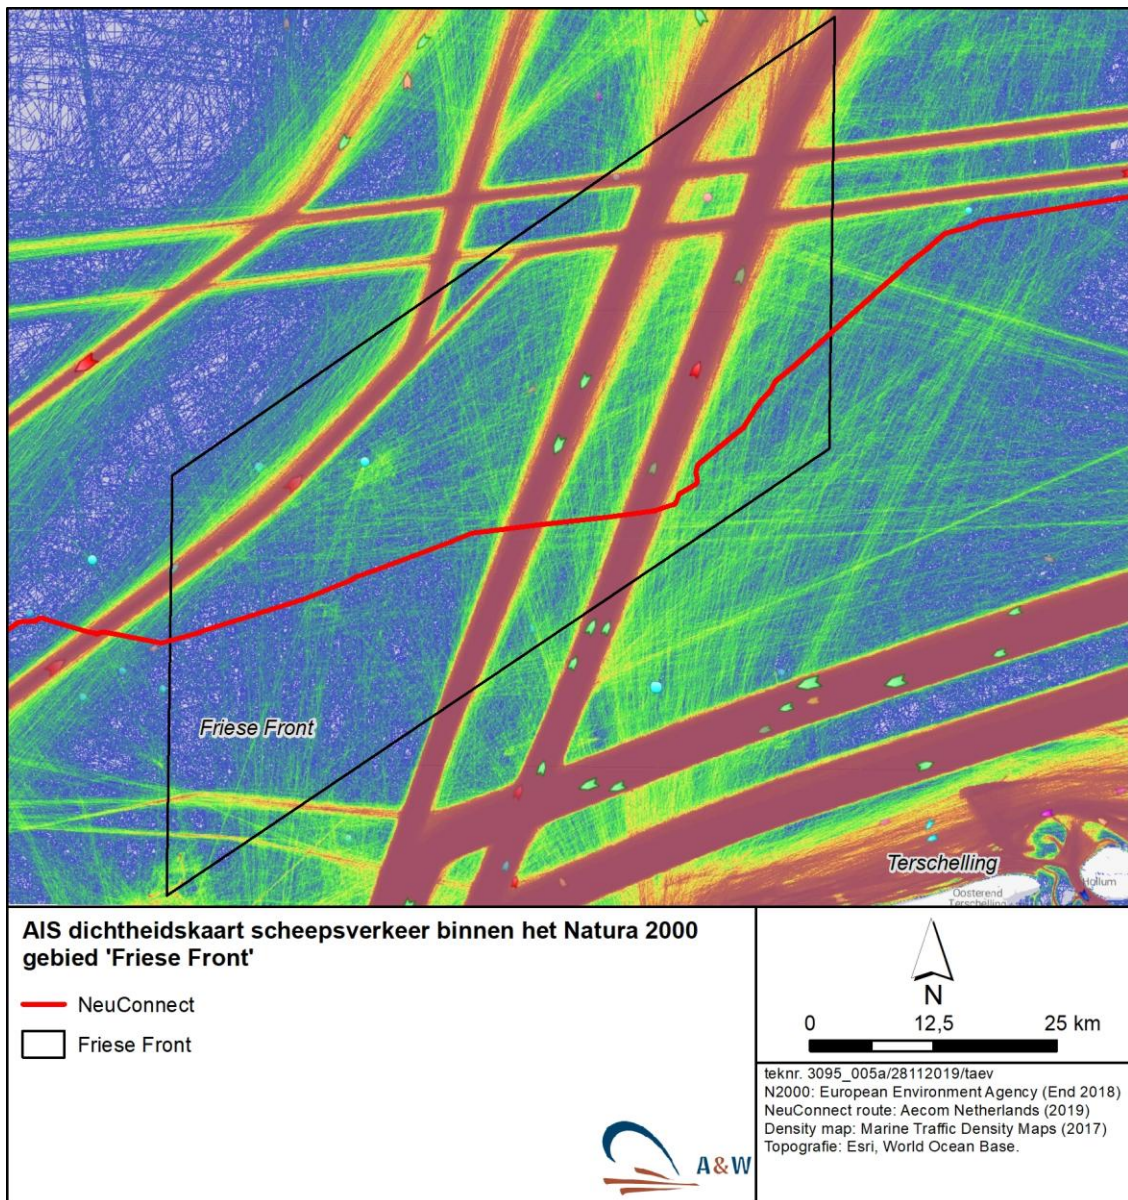 Friese Front
Terschelling
Hollum
Oosterend
Terschelling
AIS dichtheidskaart scheepsverkeer binnen het Natura 2000
gebied 'Friese Front'
NeuConnect
Friese Front
N
0 12,5 25 km
teknr. 3095_005a/28112019/taev
N2000: European Environment Agency (End 2018)
NeuConnect route: Aecom Netherlands (2019)
Density map: Marine Traffic Density Maps (2017)
Topografie: Esri, World Ocean Base.
A&W